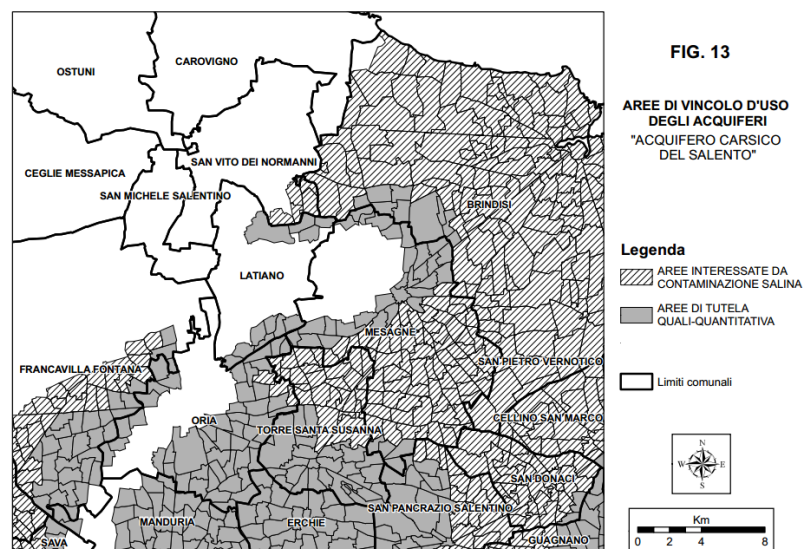 OSTUNI
CAROVIGNO
CEGLIE MESSAPICA
SAN VITO DEI NORMANNI
SAN MICHELE SALENTINO
BRINDISI
LATIANO
MESAGNE
SAN PIETRO VERNOTICO
FRANCAVILLA FONTANA
CELLINO SAN MARCO
ORIA
TORRE SANTA SUSANNA
SAN DONACI
SAN PANCRAZIO SALENTINO
MANDURIA
ERCHIE
SAVA
GUAGNANO
FIG. 13
AREE DI VINCOLO D'USO
DEGLI ACQUIFERI
"ACQUIFERO CARSICO
DEL SALENTO"
Legenda
AREE INTERESSATE DA
CONTAMINAZIONE SALINA
AREE DI TUTELA
QUALI-QUANTITATIVA
Limiti comunali
N
W E
S
Km
0 2 4 8